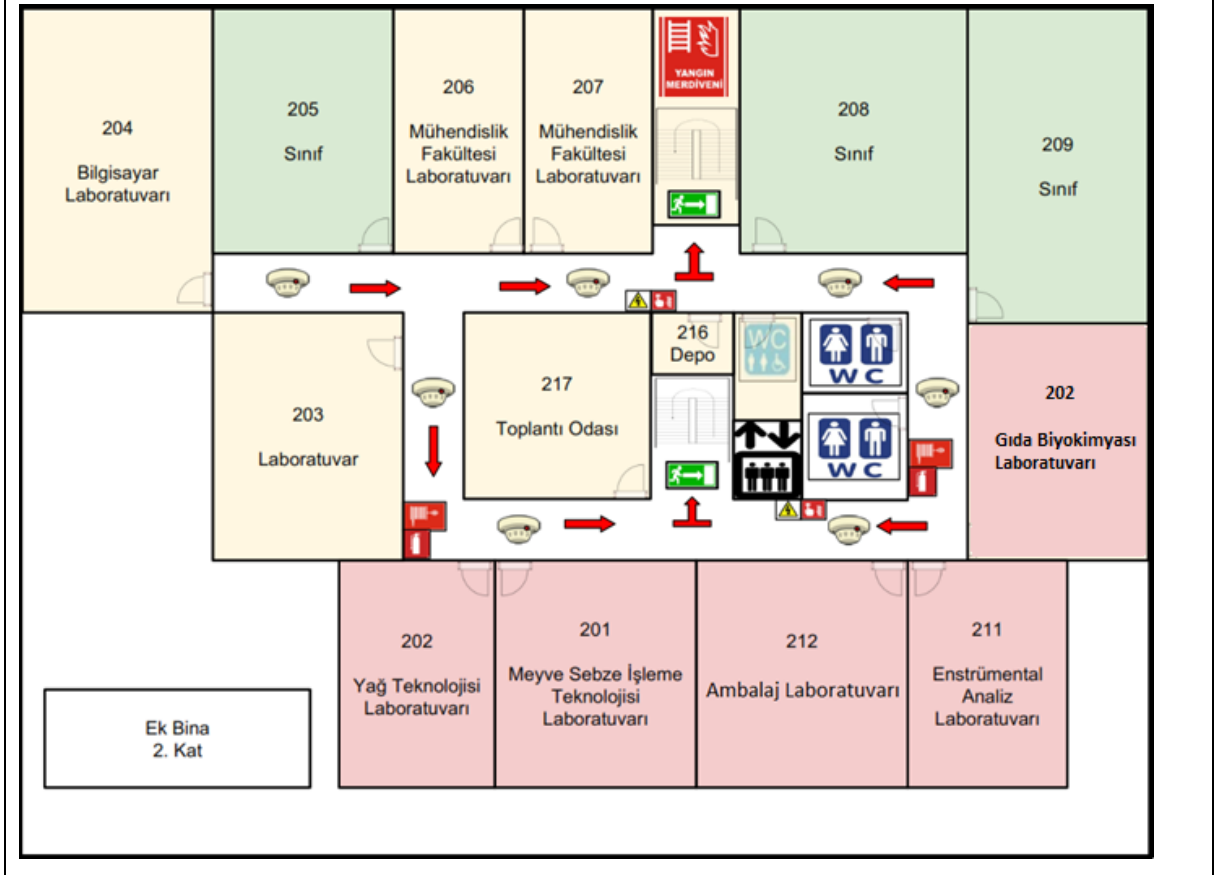 204
Bilgisayar
Laboratuvarı
205
Sınıf
206
Mühendislik
Fakültesi
Laboratuvarı
207
Mühendislik
Fakültesi
Laboratuvarı
YANGIN
MERDİVENİ
208
Sınıf
209
Sınıf
203
Laboratuvar
217
Toplantı Odası
216
Depo
WC
WC
WC
202
Gıda Biyokimyası
Laboratuvarı
202
Yağ Teknolojisi
Laboratuvarı
201
Meyve Sebze İşleme
Teknolojisi
Laboratuvarı
212
Ambalaj Laboratuvarı
211
Enstrümental
Analiz
Laboratuvarı
Ek Bina
2. Kat